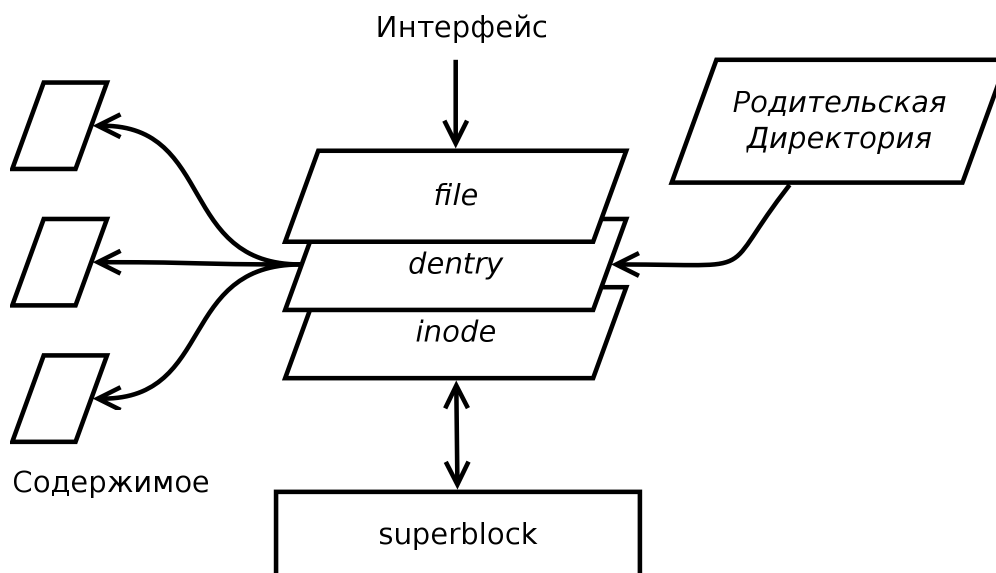 Интерфейс
Родительская
Директория
file
dentry
inode
Содержимое
superblock